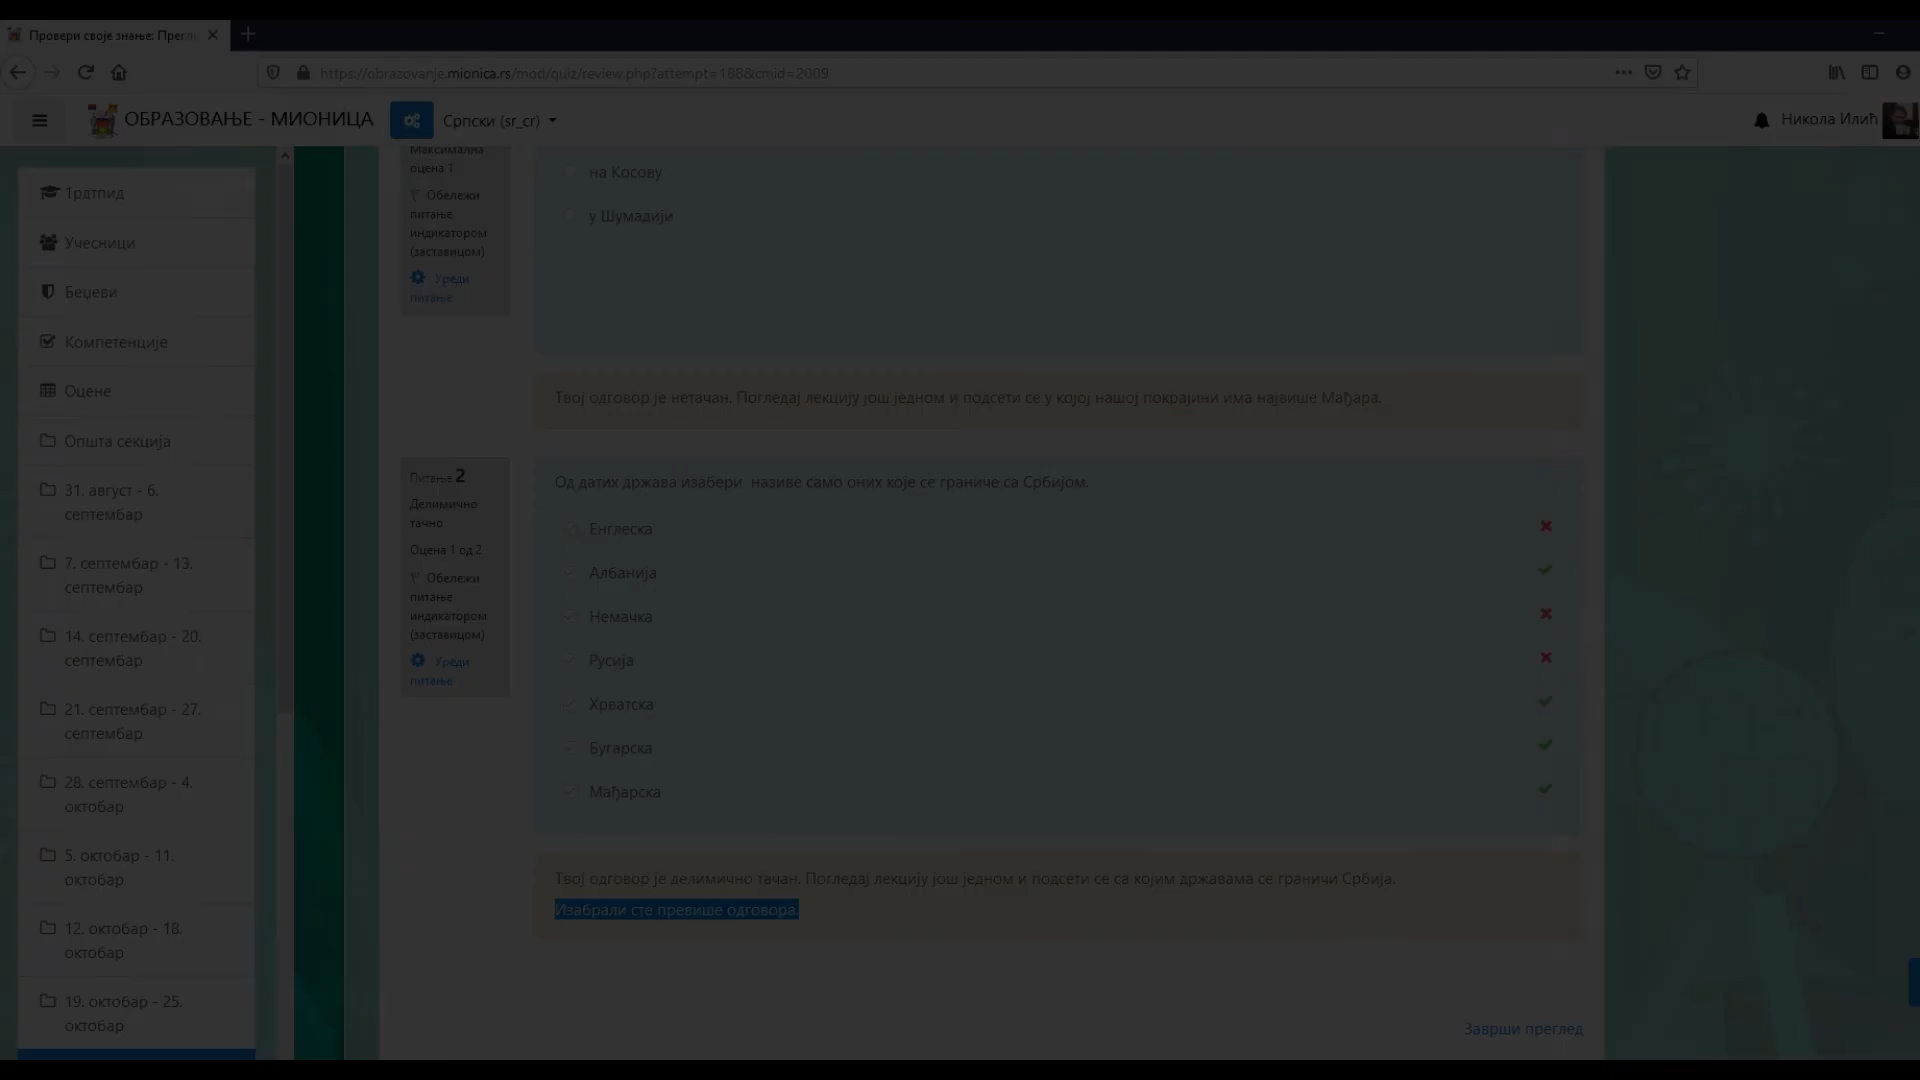 Провери своје знање: Прегл
https://obrazovanje.mionica.rs/mod/quiz/review.php?attempt=188&cmid=2009
ОБРАЗОВАЊЕ - МИОНИЦА
Српски (sr_cr)
Никола Илић
Трдтпид
Учесници
Беџеви
Компетенције
Оцене
Општа секција
31. август - 6.
септембар
7. септембар - 13.
септембар
14. септембар - 20.
септембар
21. септембар - 27.
септембар
28. септембар - 4.
октобар
5. октобар - 11.
октобар
12. октобар - 18.
октобар
19. октобар - 25.
октобар
Максимална
оцена 1
Обележи
питање
индикатором
(заставицом)
Уреди
питање
на Косову
у Шумадији
Твој одговор је нетачан. Погледај лекцију још једном и подсети се у којој нашој покрајини има највише Мађара.
Питање 2
Делимично
тачно
Оцена 1 од 2
Обележи
питање
индикатором
(заставицом)
Уреди
питање
Од датих држава изабери називе само оних које се граниче са Србијом.
Енглеска
Албанија
Немачка
Русија
Хрватска
Бугарска
Мађарска
Твој одговор је делимично тачан. Погледај лекцију још једном и подсети се са којим државама се граничи Србија.
Изабрали сте превише одговора.
Заврши преглед